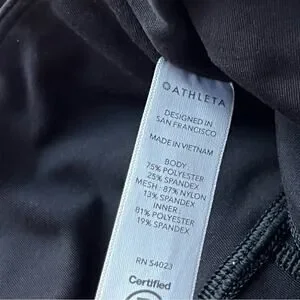 ATHLETA
DESIGNED IN
SAN FRANCISCO
MADE IN VIETNAM
BODY:
75% POLYESTER
25% SPANDEX
MESH: 87% NYLON
13% SPANDEX
INNER:
81% POLYESTER
19% SPANDEX
RN 54023
Certified